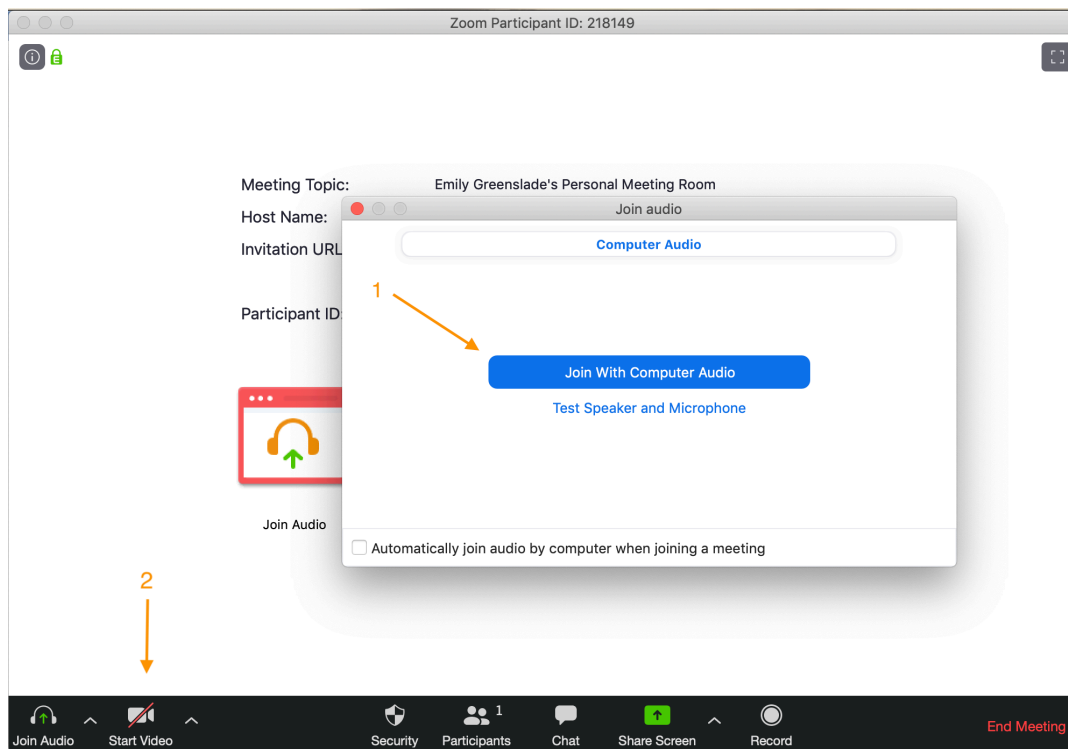 Zoom Participant ID: 218149
Meeting Topic: Emily Greenslade's Personal Meeting Room
Host Name:
Join audio
Invitation URL
Computer Audio
1
Participant ID:
Join With Computer Audio
Test Speaker and Microphone
Join Audio
Automatically join audio by computer when joining a meeting
2
Join Audio
Start Video
Security
Participants
1
Chat
Share Screen
Record
End Meeting